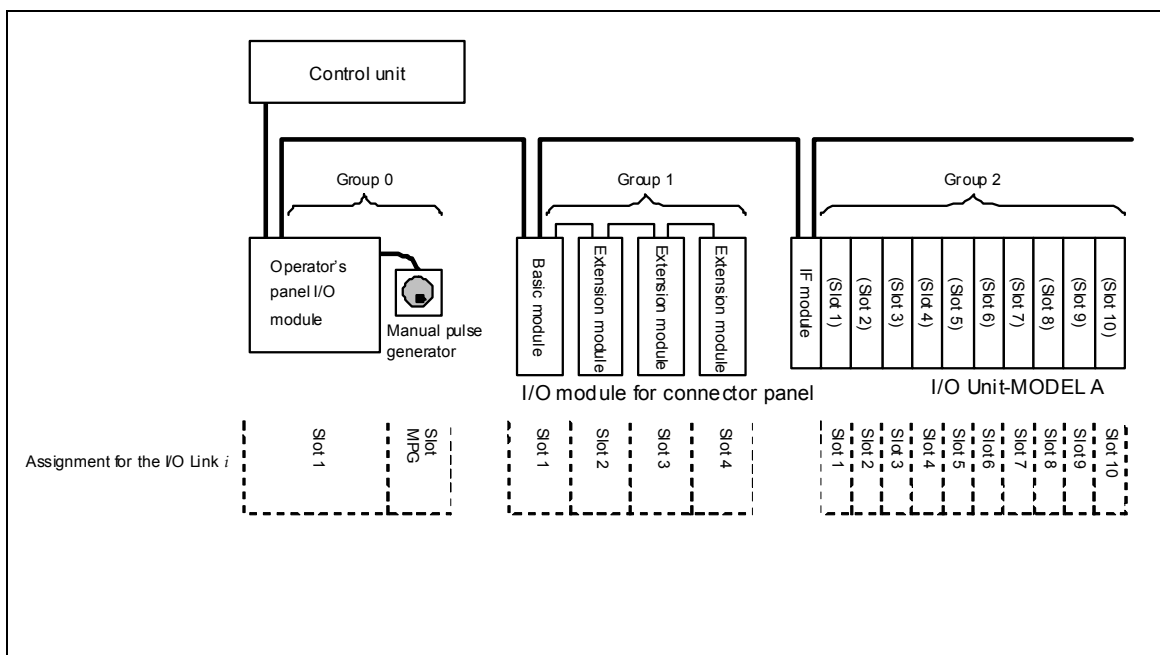 Control unit
Group 0
Group 1
Group 2
Operator's
panel I/O
module
Manual pulse
generator
Basic module
Extension module
Extension module
Extension module
IF module
(Slot 1)
(Slot 2)
(Slot 3)
(Slot 4)
(Slot 5)
(Slot 6)
(Slot 7)
(Slot 8)
(Slot 9)
(Slot 10)
I/O module for connector panel
I/O Unit-MODEL A
Assignment for the I/O Link i
Slot 1
Slot
MPG
Slot 1
Slot 2
Slot 3
Slot 4
Slot 1
Slot 2
Slot 3
Slot 4
Slot 5
Slot 6
Slot 7
Slot 8
Slot 9
Slot 10